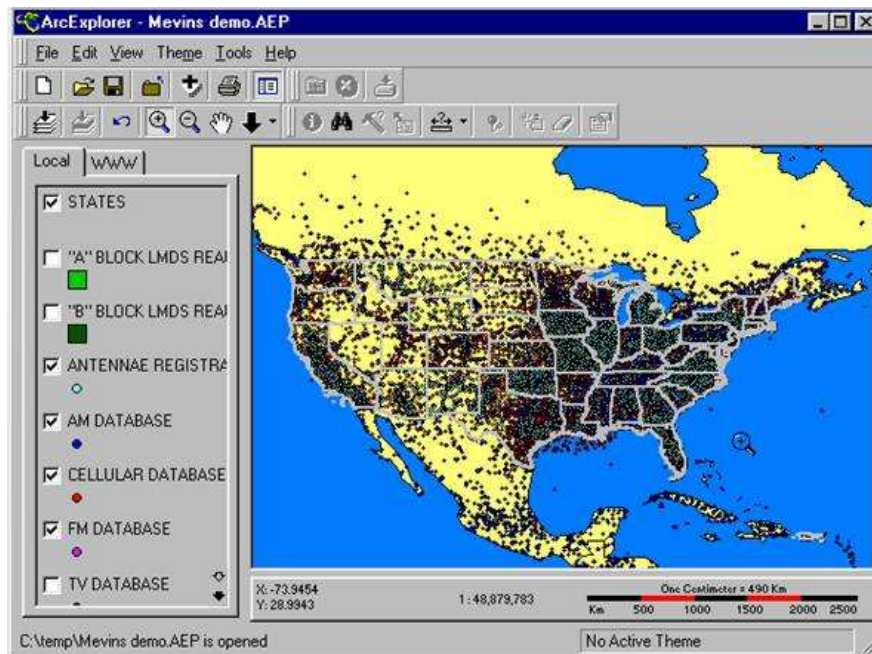 ArcExplorer - Mevins demo.AEP
File Edit View Theme Tools Help
Local WWW
STATES
"A" BLOCK LMDS REA
"B" BLOCK LMDS REA
ANTENNAE REGISTRA
AM DATABASE
CELLULAR DATABASE
FM DATABASE
TV DATABASE
X: -73.9454
Y: 28.9943
1 : 48,879,783
One Centimeter = 490 Km
Km 500 1000 1500 2000 2500
C:\temp\Mevins demo.AEP is opened
No Active Theme